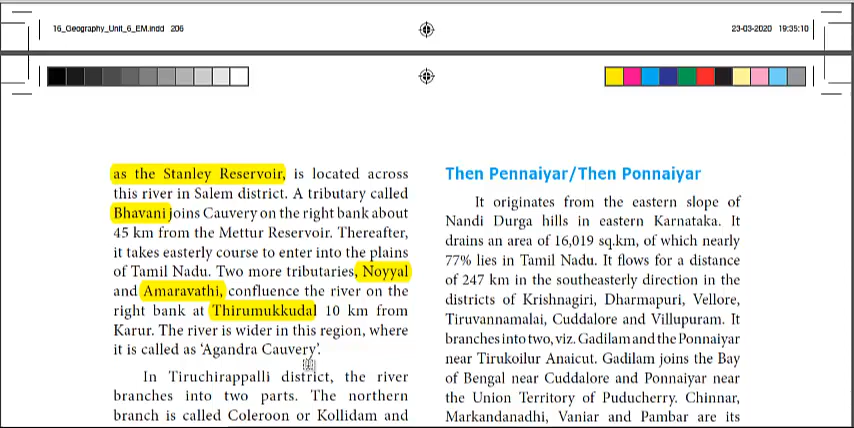 16_Geography_Unit_6_EM.indd 206
23-03-2020 19:35:10
as the Stanley Reservoir, is located across
this river in Salem district. A tributary called
Bhavani joins Cauvery on the right bank about
45 km from the Mettur Reservoir. Thereafter,
it takes easterly course to enter into the plains
of Tamil Nadu. Two more tributaries, Noyyal
and Amaravathi, confluence the river on the
right bank at Thirumukkudal 10 km from
Karur. The river is wider in this region, where
it is called as ‘Agandra Cauvery’.
In Tiruchirappalli district, the river
branches into two parts. The northern
branch is called Coleroon or Kollidam and
Then Pennaiyar/Then Ponnaiyar
It originates from the eastern slope of
Nandi Durga hills in eastern Karnataka. It
drains an area of 16,019 sq.km, of which nearly
77% lies in Tamil Nadu. It flows for a distance
of 247 km in the southeasterly direction in the
districts of Krishnagiri, Dharmapuri, Vellore,
Tiruvannamalai, Cuddalore and Villupuram. It
branches into two, viz. Gadilam and the Ponnaiyar
near Tirukoilur Anaicut. Gadilam joins the Bay
of Bengal near Cuddalore and Ponnaiyar near
the Union Territory of Puducherry. Chinnar,
Markandanadhi, Vaniar and Pambar are its